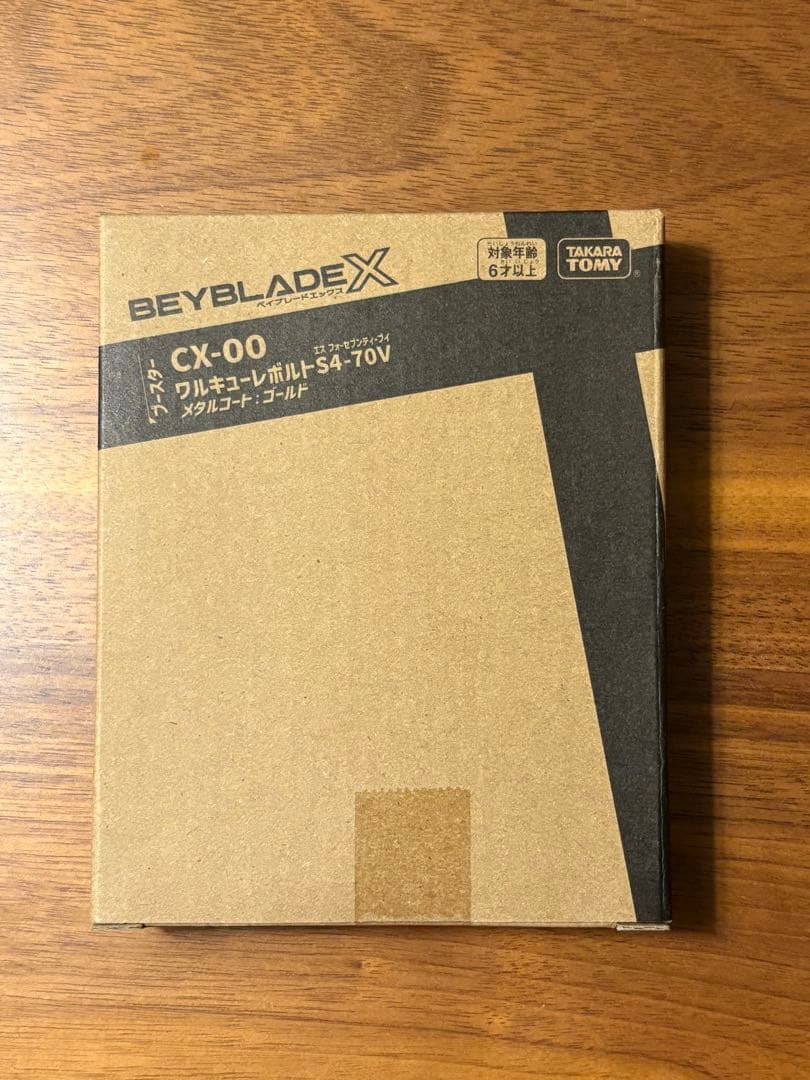 BEYBLADE X
ベイブレードエックス
対象年齢
6才以上
TAKARA
TOMY
ブースター
CX-00
エス フォーセブンティーブイ
ワルキューレボルトS4-70V
メタルコート：ゴールド